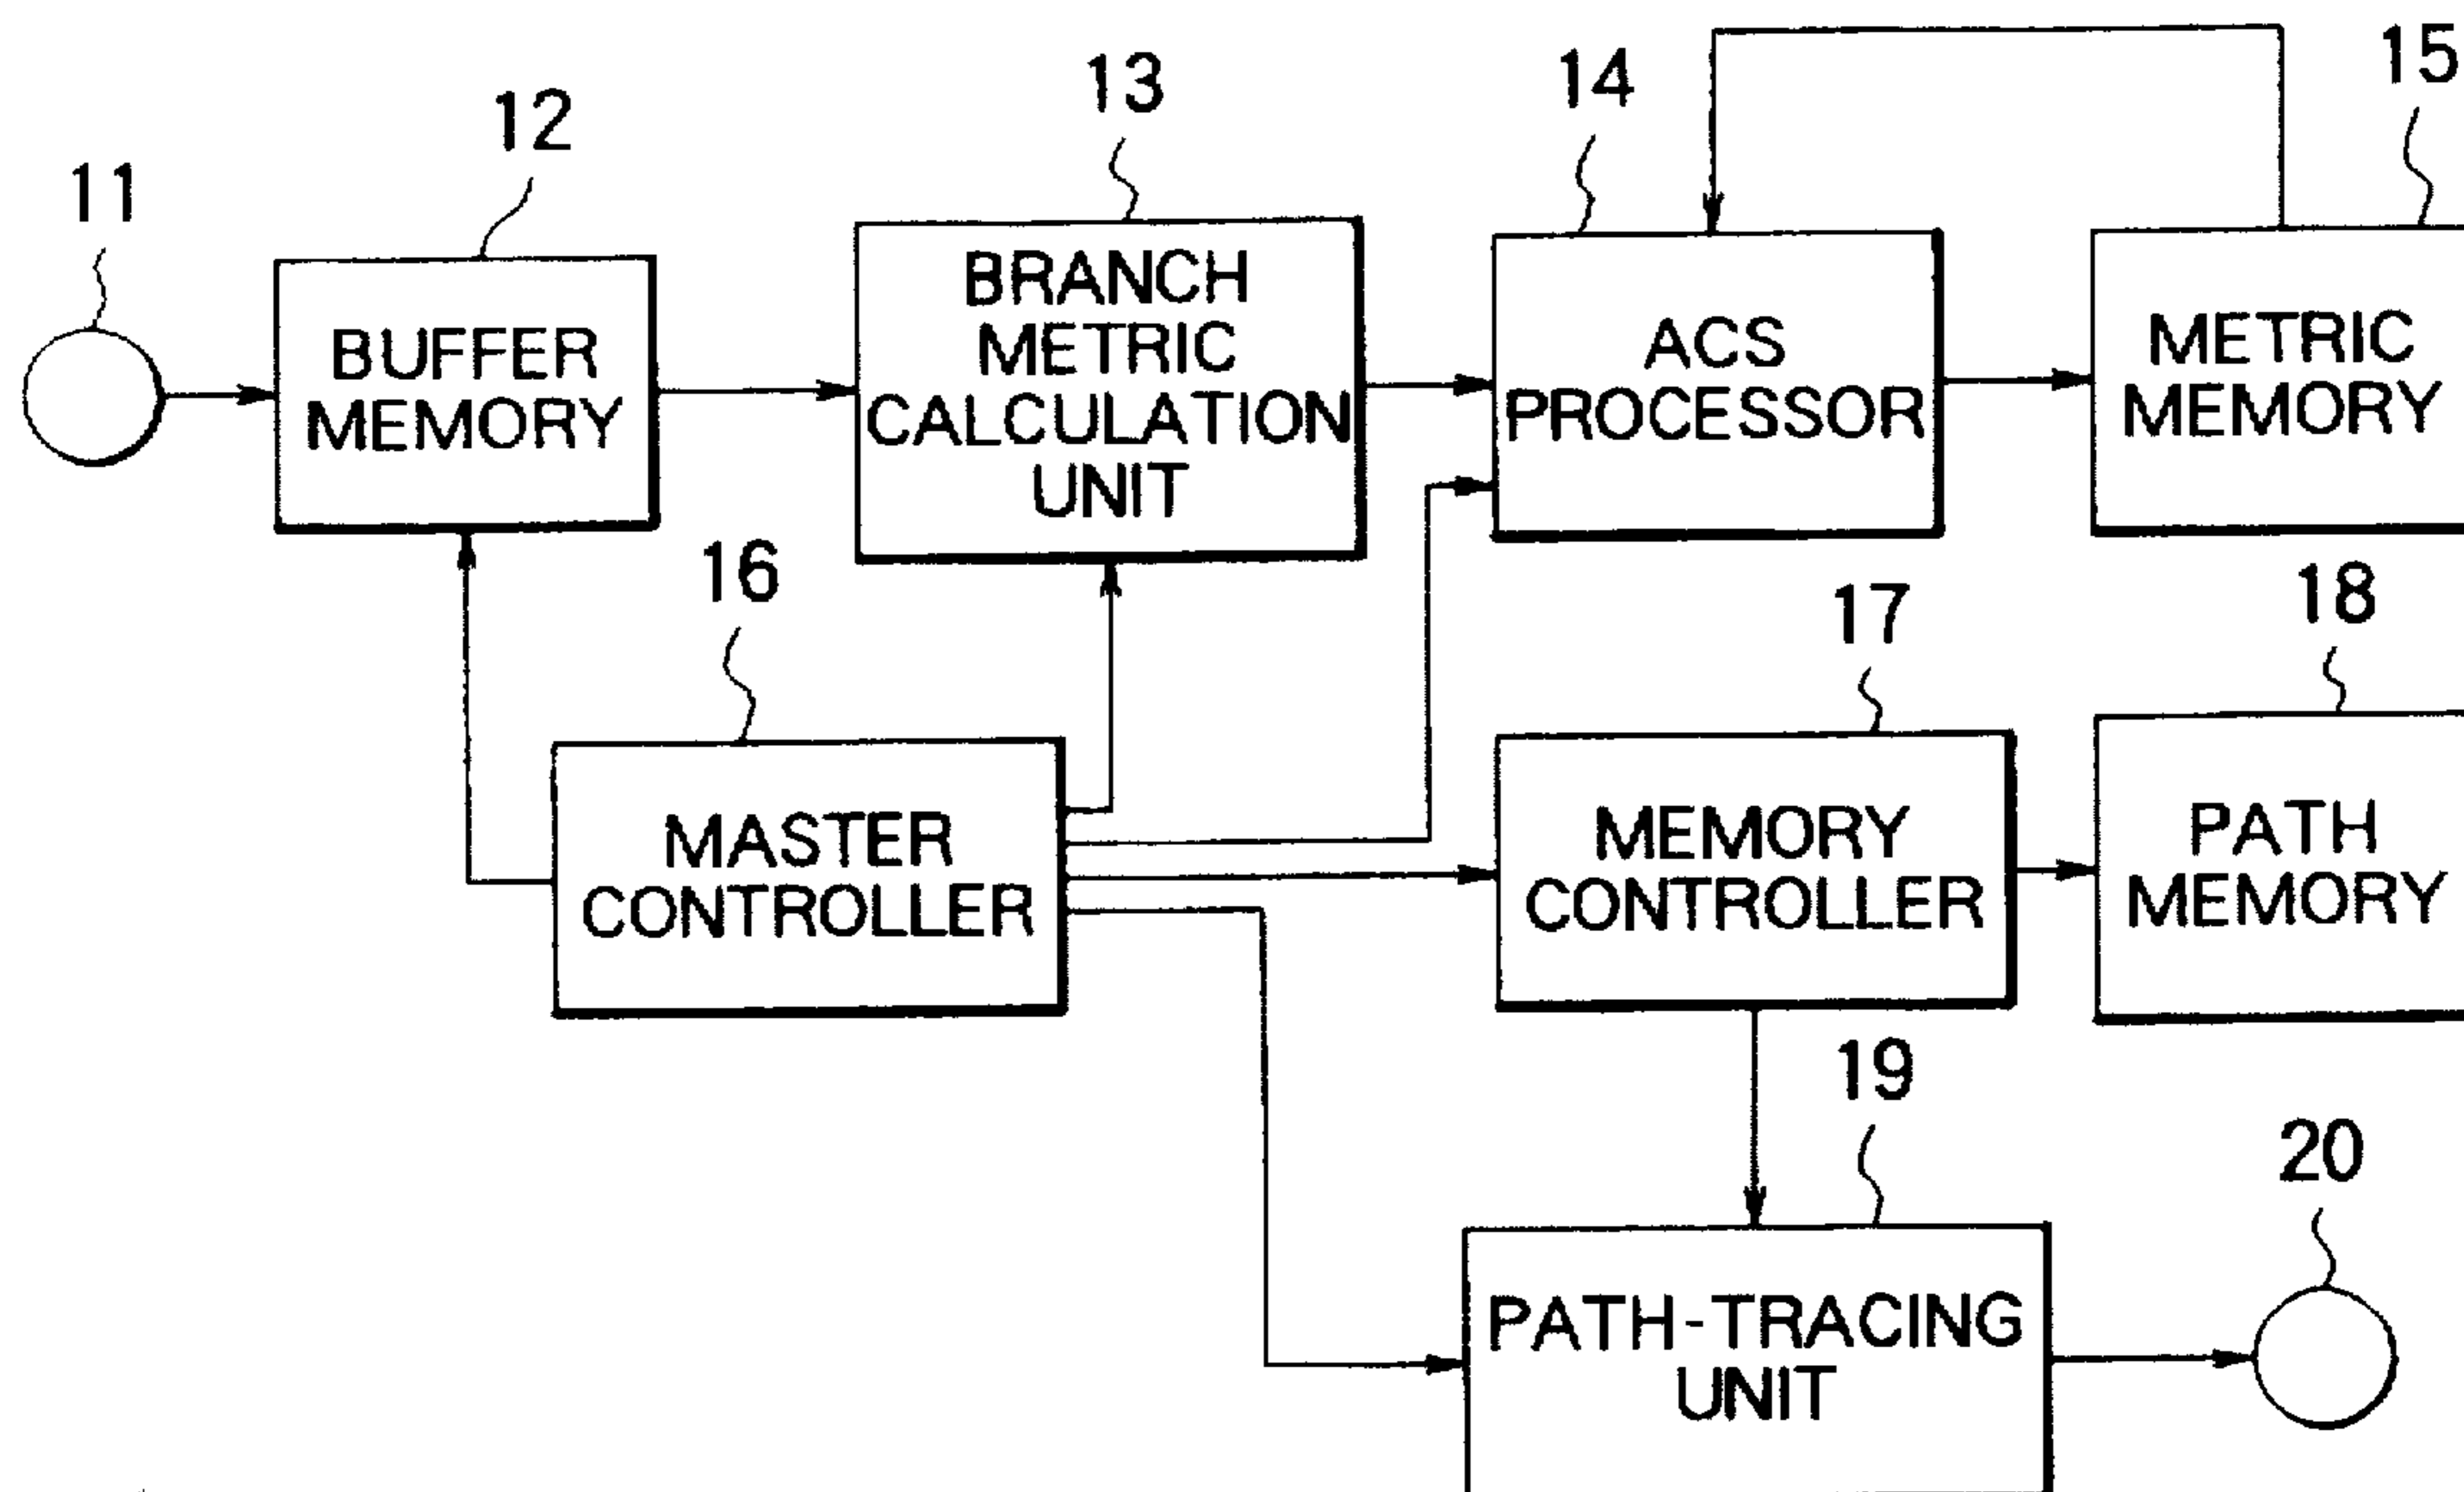 11
12
13
14
15
BUFFER
MEMORY
BRANCH
METRIC
CALCULATION
UNIT
ACS
PROCESSOR
METRIC
MEMORY
16
17
18
MASTER
CONTROLLER
MEMORY
CONTROLLER
PATH
MEMORY
19
20
PATH-TRACING
UNIT